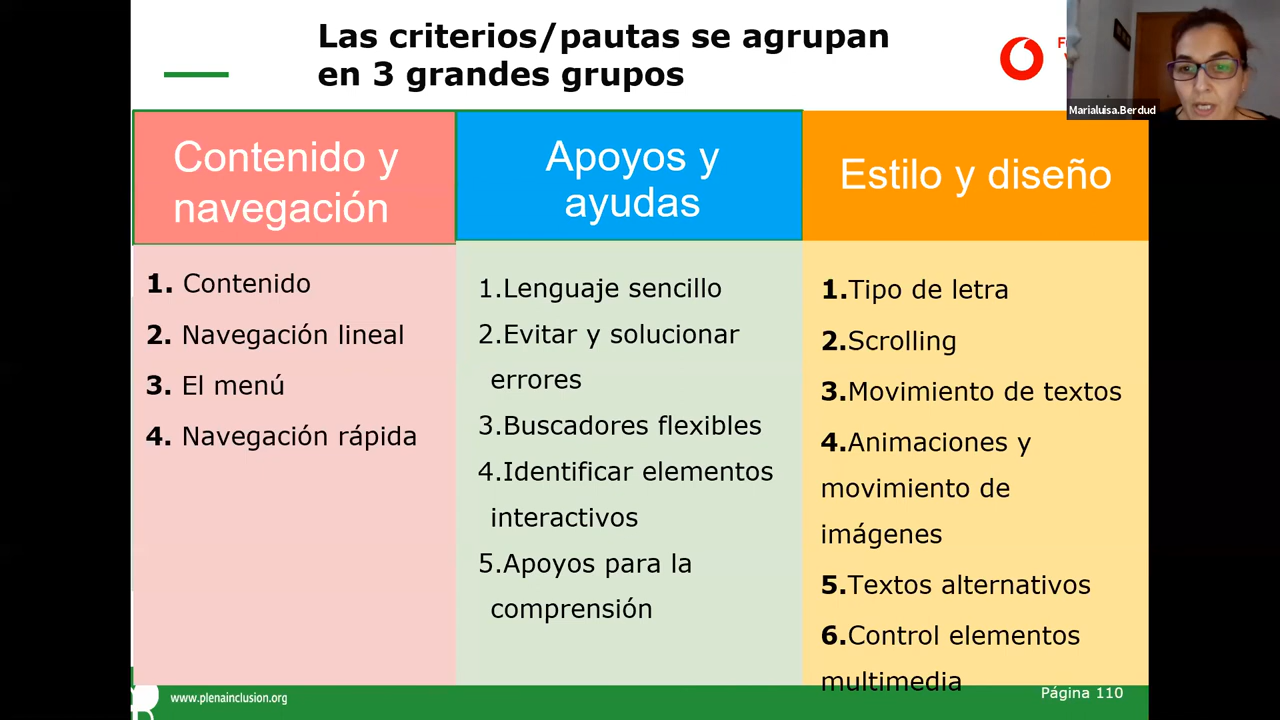 Las criterios/pautas se agrupan
en 3 grandes grupos
Marialuisa.Berdud
Contenido y
navegación
1. Contenido
2. Navegación lineal
3. El menú
4. Navegación rápida
Apoyos y
ayudas
1.Lenguaje sencillo
2.Evitar y solucionar
errores
3.Buscadores flexibles
4.Identificar elementos
interactivos
5.Apoyos para la
comprensión
Estilo y diseño
1.Tipo de letra
2.Scrolling
3.Movimiento de textos
4.Animaciones y
movimiento de
imágenes
5.Textos alternativos
6.Control elementos
multimedia
www.plenainclusion.org
Página 110